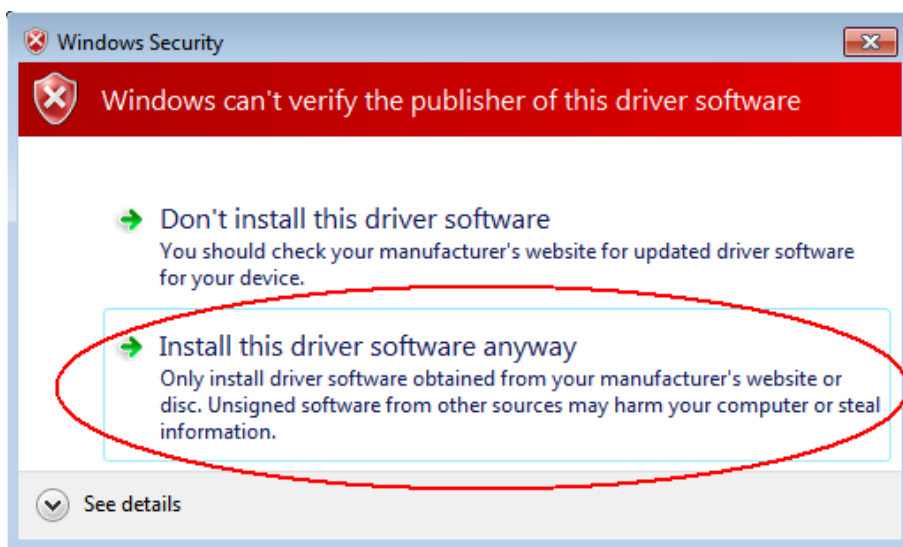 Windows Security
Windows can't verify the publisher of this driver software
Don't install this driver software
You should check your manufacturer's website for updated driver software
for your device.
Install this driver software anyway
Only install driver software obtained from your manufacturer's website or
disc. Unsigned software from other sources may harm your computer or steal
information.
See details